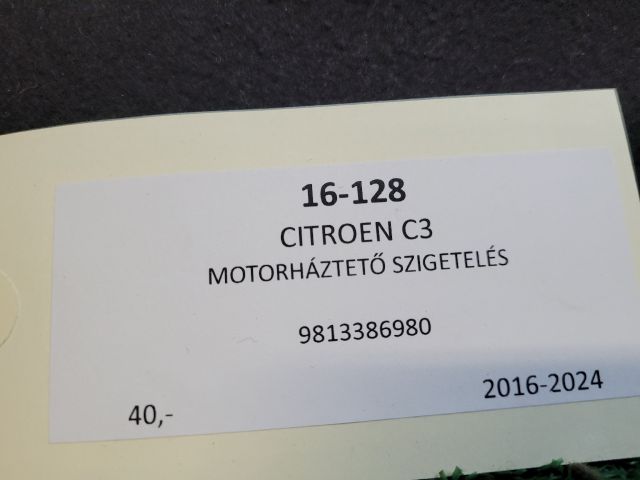 16-128
CITROEN C3
MOTORHÁZTETŐ SZIGETELÉS
9813386980
2016-2024
40,-